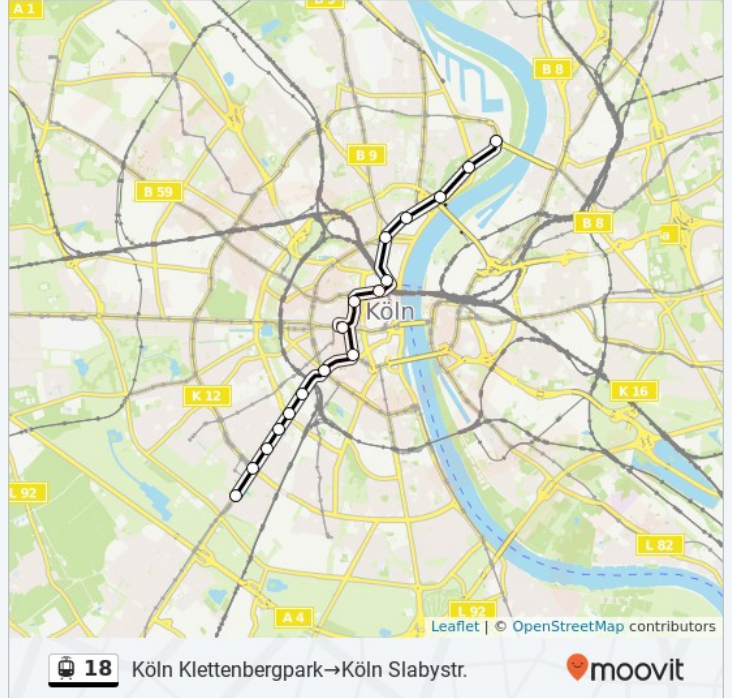 A 1
B 8
B 9
B 59
B 8
a
Köln
K 12
K 16
L 92
L 82
A 4
L 92
Leaflet | © OpenStreetMap contributors
18 Köln Klettenbergpark→Köln Slabystr.
moovit